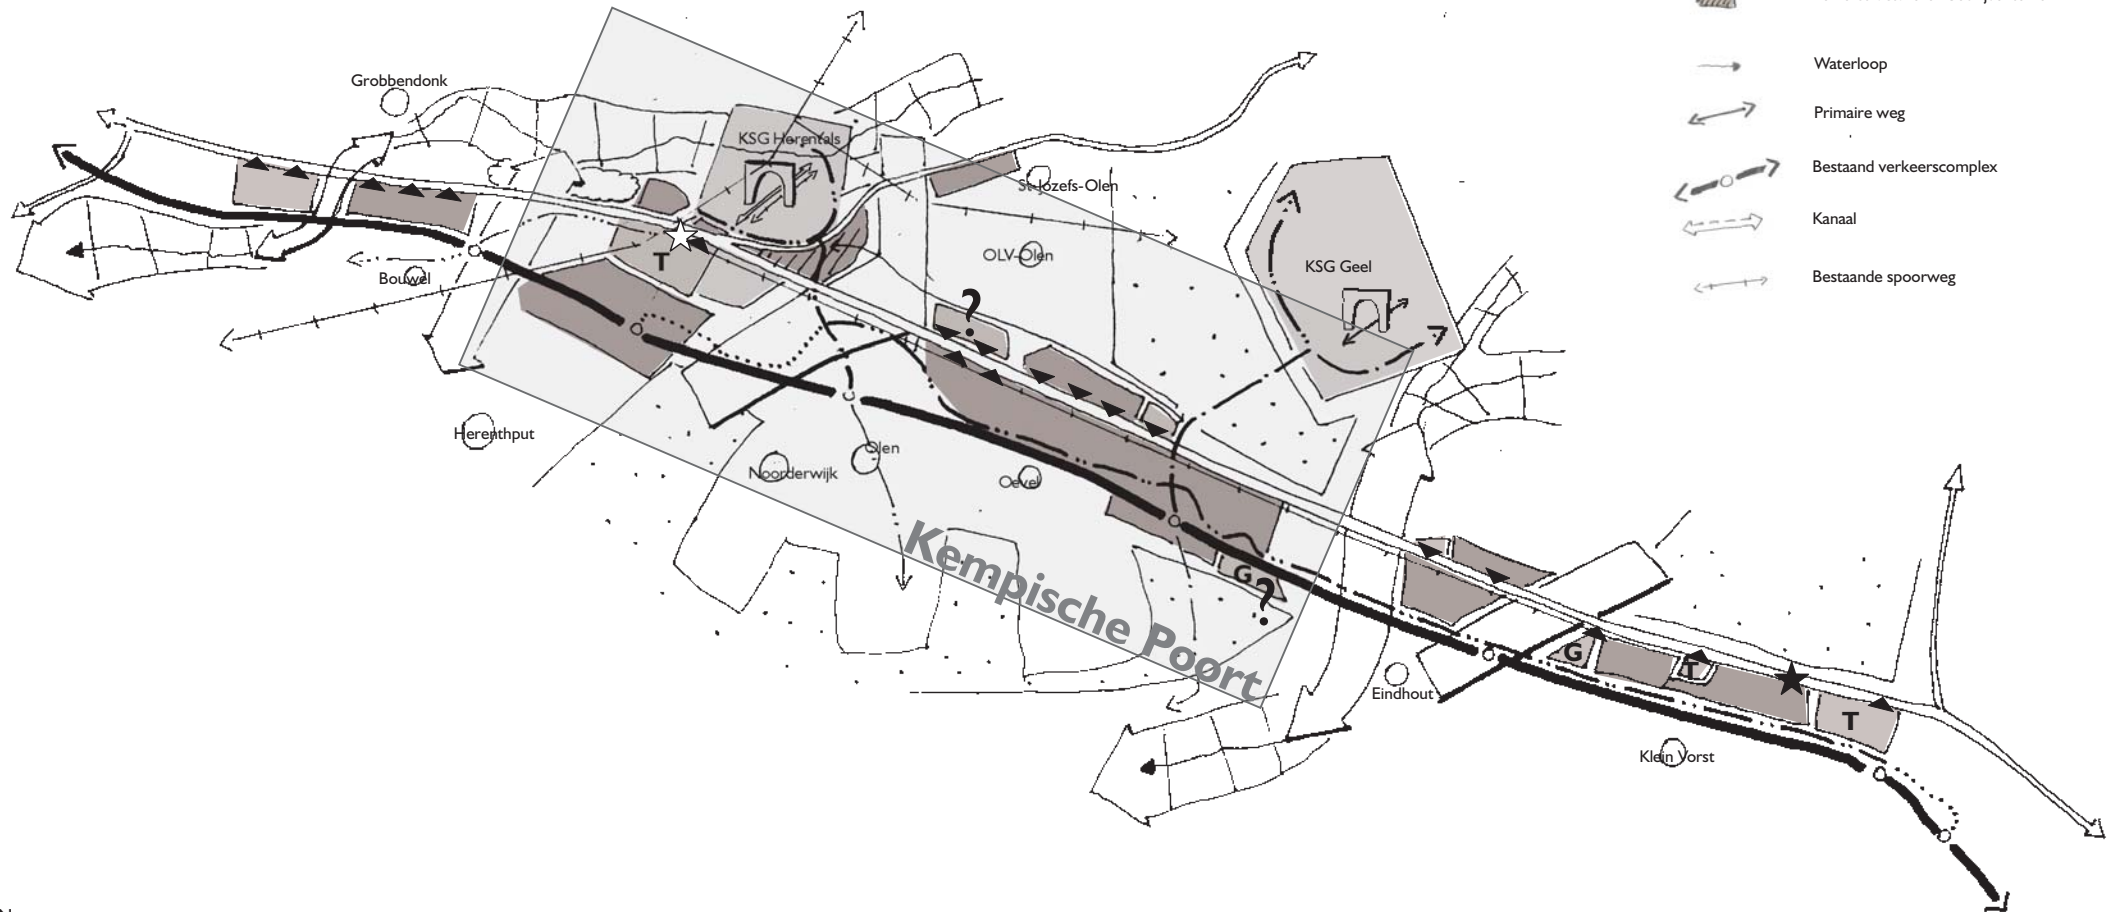 Waterloop
Grobbendonk
Primaire weg
KSG Herentals
Bestaand verkeerscomplex
St-Jozefs-Olen
Kanaal
OLV-Olen
T
KSG Geel
Bouwel
Bestaande spoorweg
?
Herenthput
Olen
Noorderwijk
Oevel
Kempische Poort
G
?
G
T
Eindhout
T
Klein Vorst